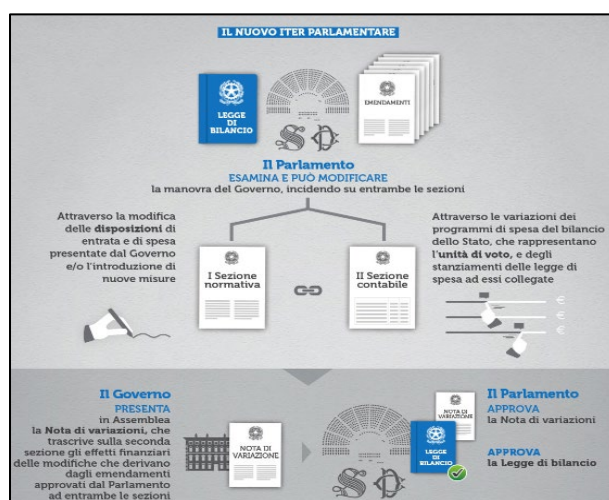 IL NUOVO ITER PARLAMENTARE
LEGGE
DI
BILANCIO
EMENDAMENTI
Il Parlamento
ESAMINA E PUÒ MODIFICARE
la manovra del Governo, incidendo su entrambe le sezioni
Attraverso la modifica
delle disposizioni di
entrata e di spesa
presentate dal Governo
e/o l'introduzione di
nuove misure
I Sezione
normativa
II Sezione
contabile
Attraverso le variazioni dei
programmi di spesa del bilancio
dello Stato, che rappresentano
l'unità di voto, e degli
stanziamenti delle legge di
spesa ad essi collegate
€
€
€
Il Governo
PRESENTA
in Assemblea
la Nota di variazioni, che
trascrive sulla seconda
sezione gli effetti finanziari
delle modifiche che derivano
dagli emendamenti
approvati dal Parlamento
ad entrambe le sezioni
NOTA DI
VARIAZIONE
NOTA DI
VARIAZIONE
LEGGE
DI
BILANCIO
Il Parlamento
APPROVA
la Nota di variazioni
APPROVA
la Legge di bilancio